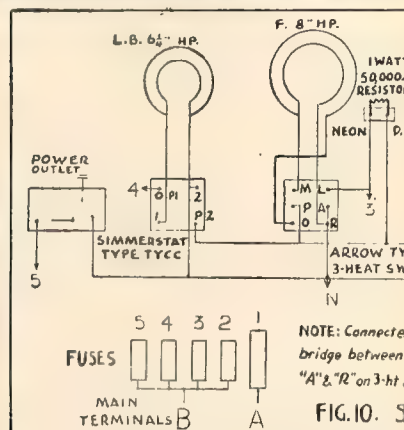 L.B. 6¼" HP.
F. 8" HP.
1 WATT
50,000
RESISTO
NEON
P.
POWER
OUTLET
4
O P1 2
1 P 2
SIMMERSTAT
TYPE TYCC
M L
P A
O R
3
ARROW TY
3-HEAT SW
5
N
5 4 3 2 1
FUSES
MAIN
TERMINALS B A
NOTE: Connecte
bridge between
"A" & "R" on 3-ht
FIG. 10. S